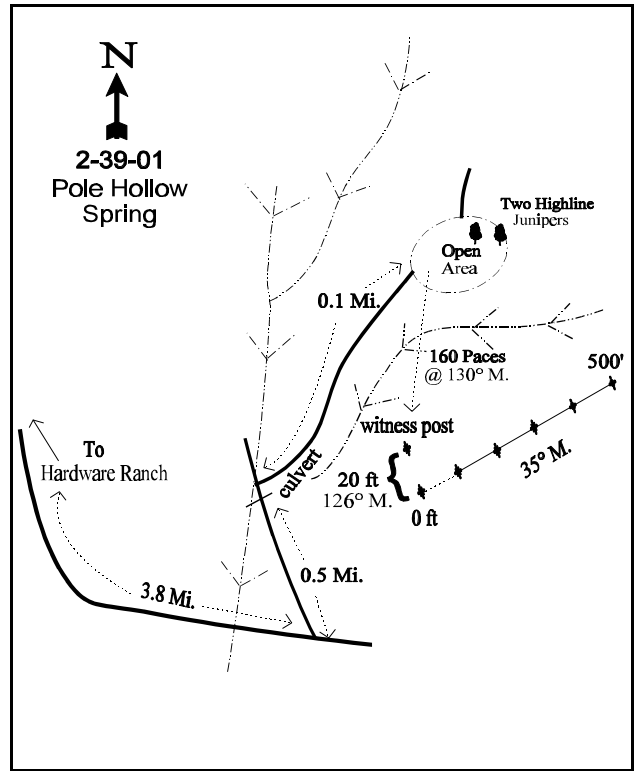 N
2-39-01
Pole Hollow
Spring
Two Highline
Junipers
Open
Area
0.1 Mi.
160 Paces
@ 130° M.
500'
witness post
To
Hardware Ranch
culvert
20 ft
126° M.
35° M.
0 ft
0.5 Mi.
3.8 Mi.